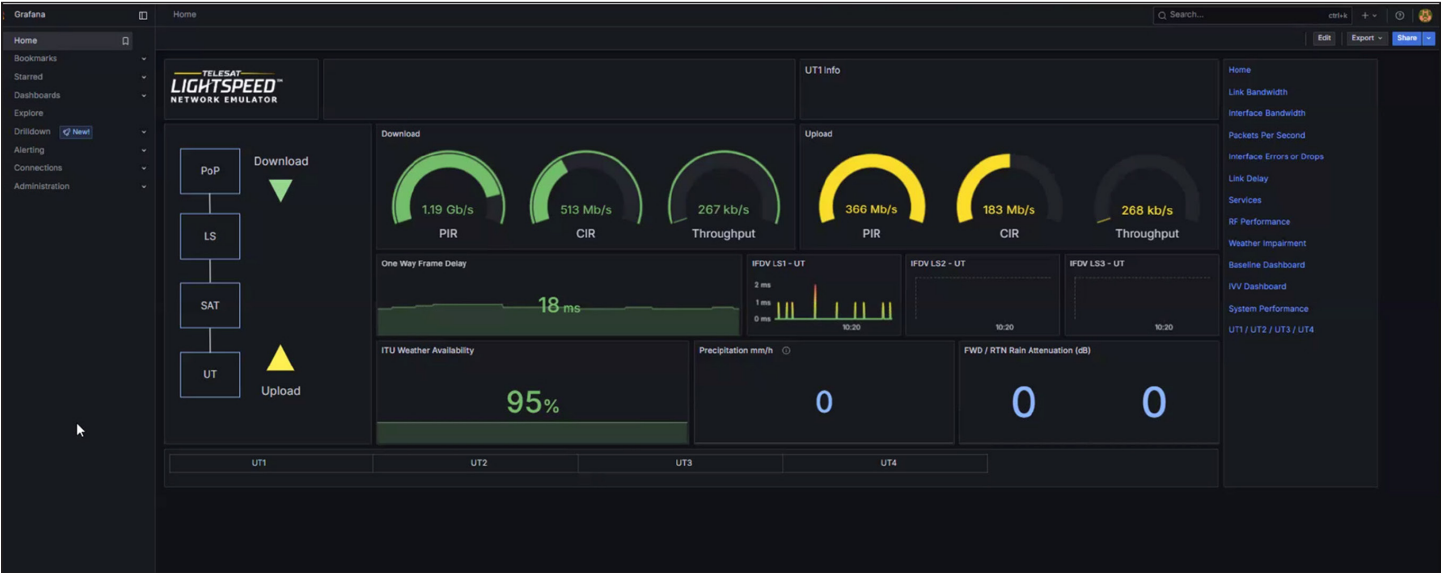 Grafana
Home
Search...
ctrl+k
Home
Bookmarks
Starred
Dashboards
Explore
Drilldown
New!
Alerting
Connections
Administration
Edit
Export
Share
TELESAT
LIGHTSPEED™
NETWORK EMULATOR
UT1 Info
PoP
LS
SAT
UT
Download
Upload
Download
1.19 Gb/s
PIR
513 Mb/s
CIR
267 kb/s
Throughput
Upload
366 Mb/s
PIR
183 Mb/s
CIR
268 kb/s
Throughput
One Way Frame Delay
18 ms
IFDV LS1 - UT
2 ms
1 ms
0 ms
10:20
IFDV LS2 - UT
10:20
IFDV LS3 - UT
10:20
ITU Weather Availability
95%
Precipitation mm/h
0
FWD / RTN Rain Attenuation (dB)
0
0
UT1
UT2
UT3
UT4
Home
Link Bandwidth
Interface Bandwidth
Packets Per Second
Interface Errors or Drops
Link Delay
Services
RF Performance
Weather Impairment
Baseline Dashboard
IVV Dashboard
System Performance
UT1 / UT2 / UT3 / UT4